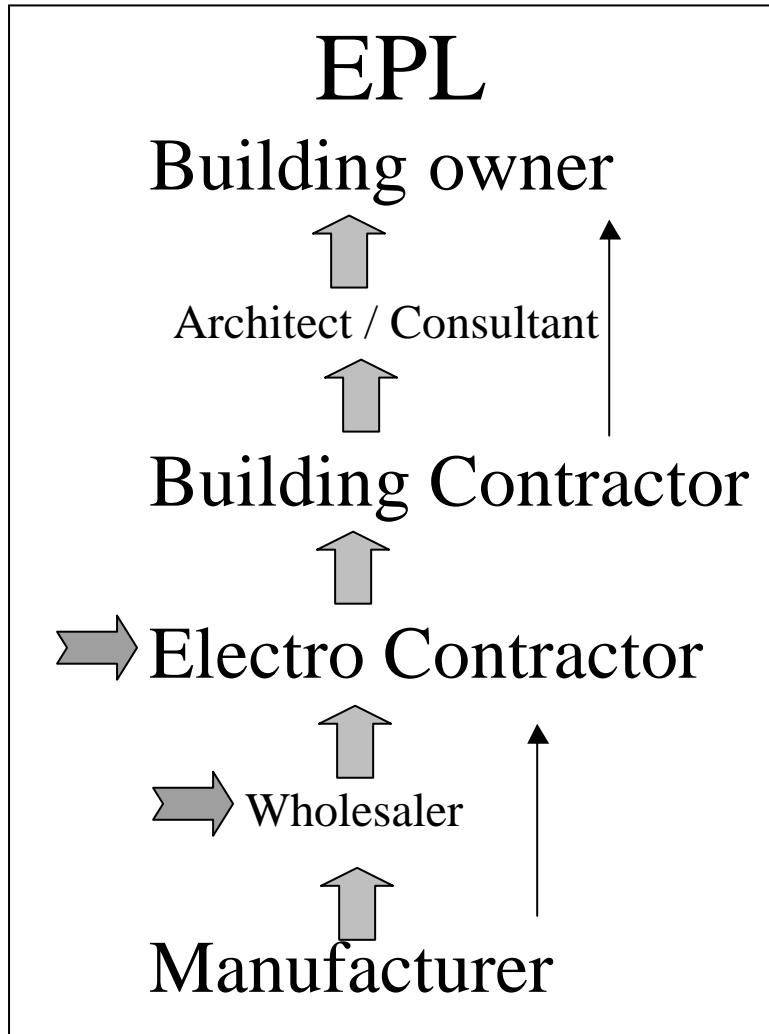 EPL
Building owner
Architect / Consultant
Building Contractor
Electro Contractor
Wholesaler
Manufacturer